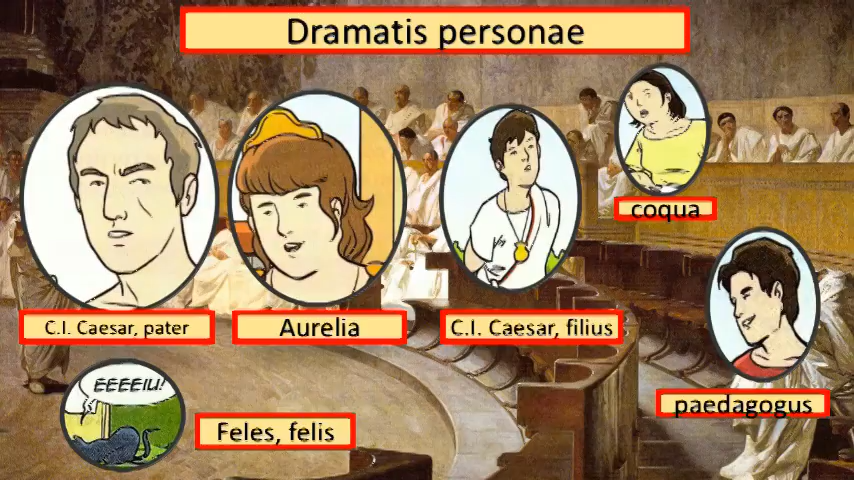 Dramatis personae
coqua
C.I. Caesar, pater
Aurelia
C.I. Caesar, filius
EEEEIU!
paedagogus
Feles, felis